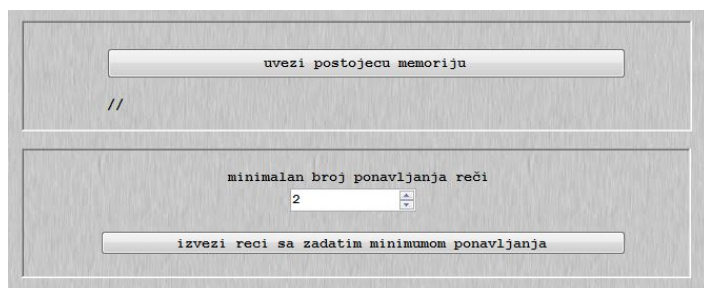 uvezi postojecu memoriju
//
minimalan broj ponavljanja reči
2
izvezi reci sa zadatim minimumom ponavljanja